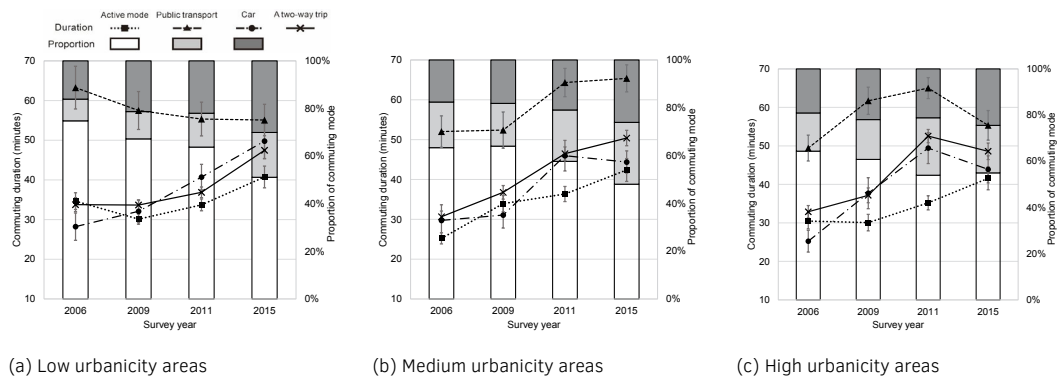 Active mode Public transport Car A two-way trip
Duration
Proportion
70
60
50
40
30
20
10
100%
80%
60%
40%
20%
0%
Commuting duration (minutes)
Proportion of commuting mode
2006 2009 2011 2015
Survey year
(a) Low urbanicity areas
70
60
50
40
30
20
10
100%
80%
60%
40%
20%
0%
Commuting duration (minutes)
Proportion of commuting mode
2006 2009 2011 2015
Survey year
(b) Medium urbanicity areas
70
60
50
40
30
20
10
100%
80%
60%
40%
20%
0%
Commuting duration (minutes)
Proportion of commuting mode
2006 2009 2011 2015
Survey year
(c) High urbanicity areas